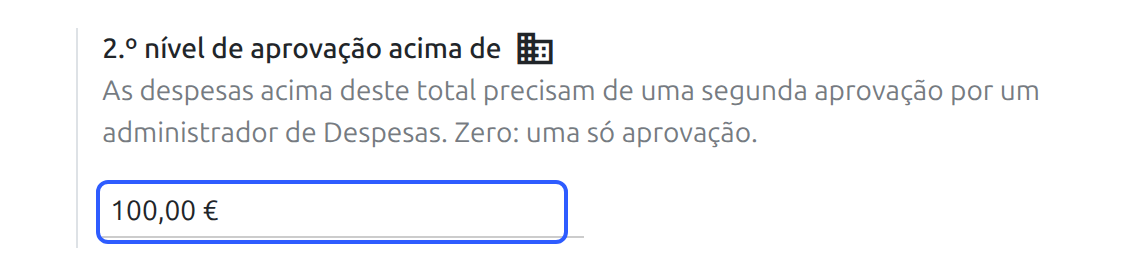 2.º nível de aprovação acima de
As despesas acima deste total precisam de uma segunda aprovação por um
administrador de Despesas. Zero: uma só aprovação.
100,00 €